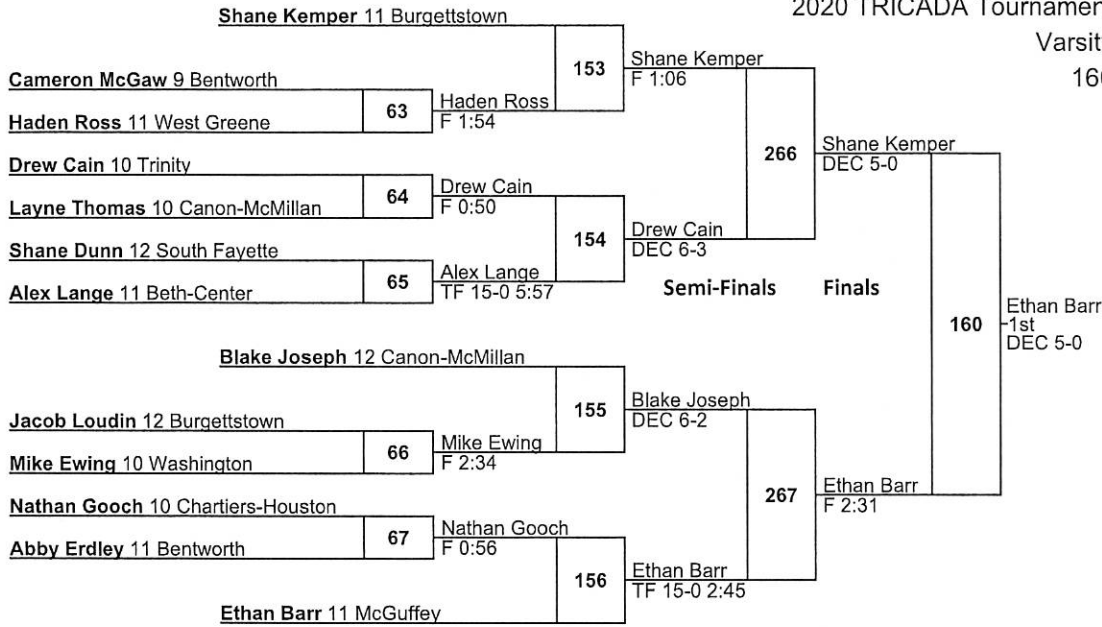 2020 TRICADA Tournamen
Varsit
160
Shane Kemper 11 Burgettstown
153
Shane Kemper
F 1:06
Cameron McGaw 9 Bentworth
63
Haden Ross
F 1:54
Haden Ross 11 West Greene
266
Shane Kemper
DEC 5-0
Drew Cain 10 Trinity
64
Drew Cain
F 0:50
Layne Thomas 10 Canon-McMillan
154
Drew Cain
DEC 6-3
Shane Dunn 12 South Fayette
65
Alex Lange
TF 15-0 5:57
Alex Lange 11 Beth-Center
Semi-Finals Finals
160
Ethan Barr
1st
DEC 5-0
Blake Joseph 12 Canon-McMillan
155
Blake Joseph
DEC 6-2
Jacob Loudin 12 Burgettstown
66
Mike Ewing
F 2:34
Mike Ewing 10 Washington
267
Ethan Barr
F 2:31
Nathan Gooch 10 Chartiers-Houston
67
Nathan Gooch
F 0:56
Abby Erdley 11 Bentworth
156
Ethan Barr
TF 15-0 2:45
Ethan Barr 11 McGuffey